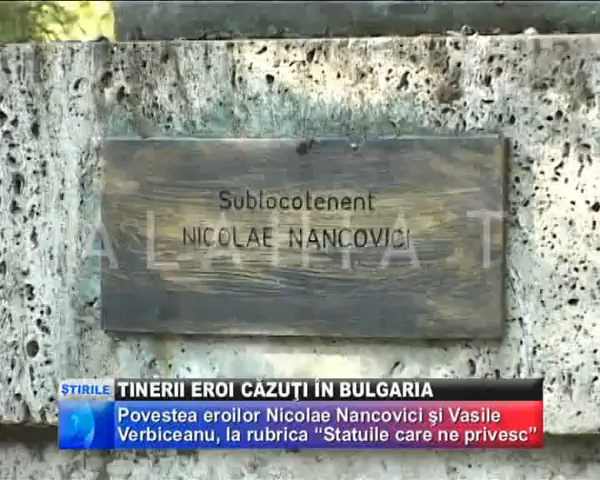 Sublocotenent
NICOLAE NANCOVICI
ALAIHA T
ŞTIRILE
TINERII EROI CĂZUŢI ÎN BULGARIA
Povestea eroilor Nicolae Nancovici şi Vasile
Verbiceanu, la rubrica “Statuile care ne privesc”